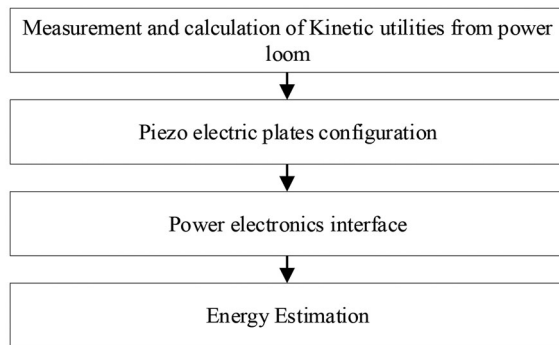 Measurement and calculation of Kinetic utilities from power
loom
Piezo electric plates configuration
Power electronics interface
Energy Estimation